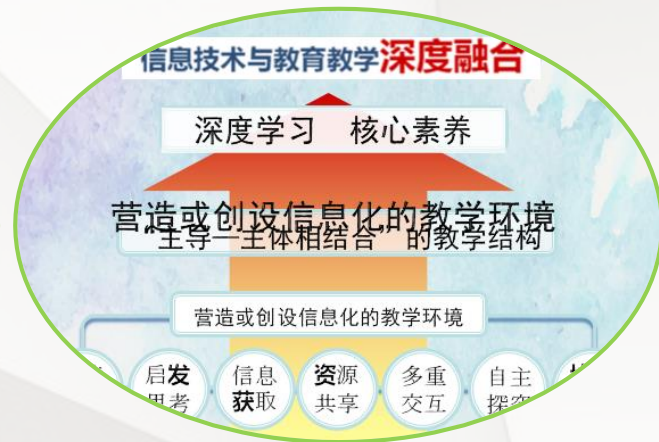 信息技术与教育教学深度融合
深度学习 核心素养
营造或创设信息化的教学环境
“主导—主体相结合”的教学结构
营造或创设信息化的教学环境
启发
思考
信息
获取
资源
共享
多重
交互
自主
探究